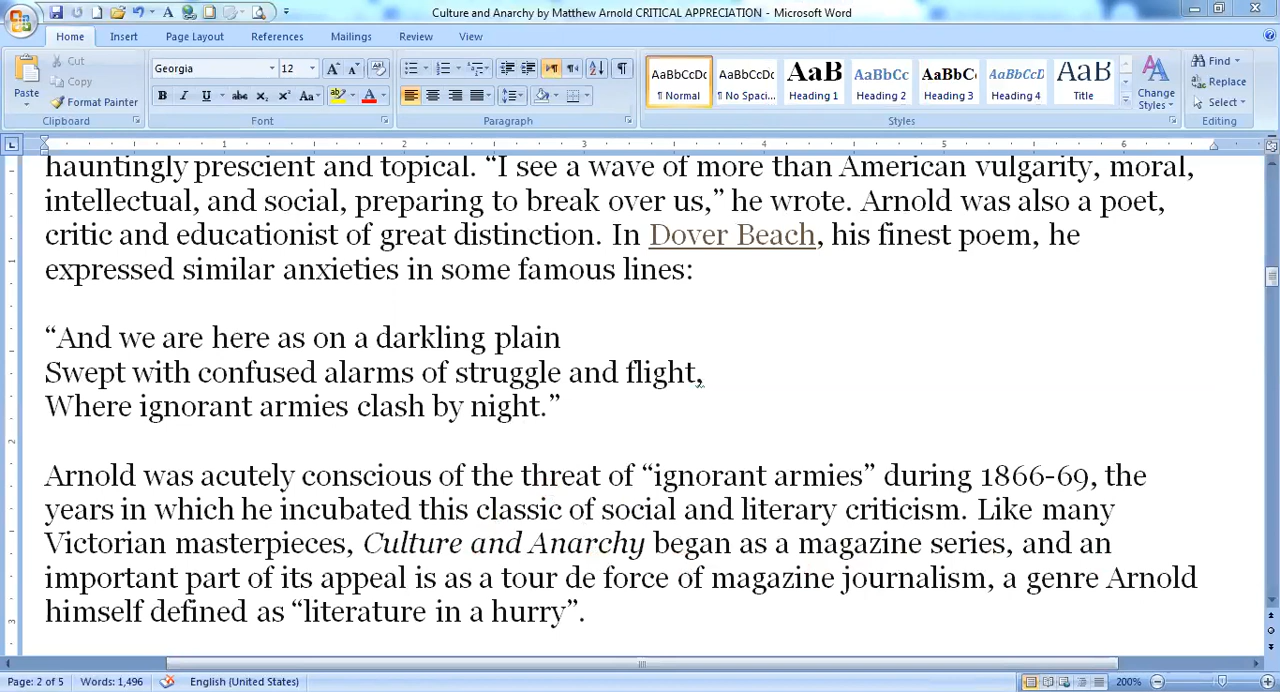 Culture and Anarchy by Matthew Arnold CRITICAL APPRECIATION - Microsoft Word
Home Insert Page Layout References Mailings Review View
Paste
Cut
Copy
Format Painter
Clipboard
Georgia 12
Font
Paragraph
AaBbCcDc AaBbCcDc AaB AaBbCc AaBbCc AaBbCcD AaBb
¶ Normal ¶ No Spaci... Heading 1 Heading 2 Heading 3 Heading 4 Title
Change Styles
Styles
Find
Replace
Select
Editing
1 2 3 4 5 6
hauntingly prescient and topical. “I see a wave of more than American vulgarity, moral,
intellectual, and social, preparing to break over us,” he wrote. Arnold was also a poet,
critic and educationist of great distinction. In Dover Beach, his finest poem, he
expressed similar anxieties in some famous lines:
“And we are here as on a darkling plain
Swept with confused alarms of struggle and flight,
Where ignorant armies clash by night.”
Arnold was acutely conscious of the threat of “ignorant armies” during 1866-69, the
years in which he incubated this classic of social and literary criticism. Like many
Victorian masterpieces, Culture and Anarchy began as a magazine series, and an
important part of its appeal is as a tour de force of magazine journalism, a genre Arnold
himself defined as “literature in a hurry”.
Page: 2 of 5 Words: 1,496 English (United States) 200%